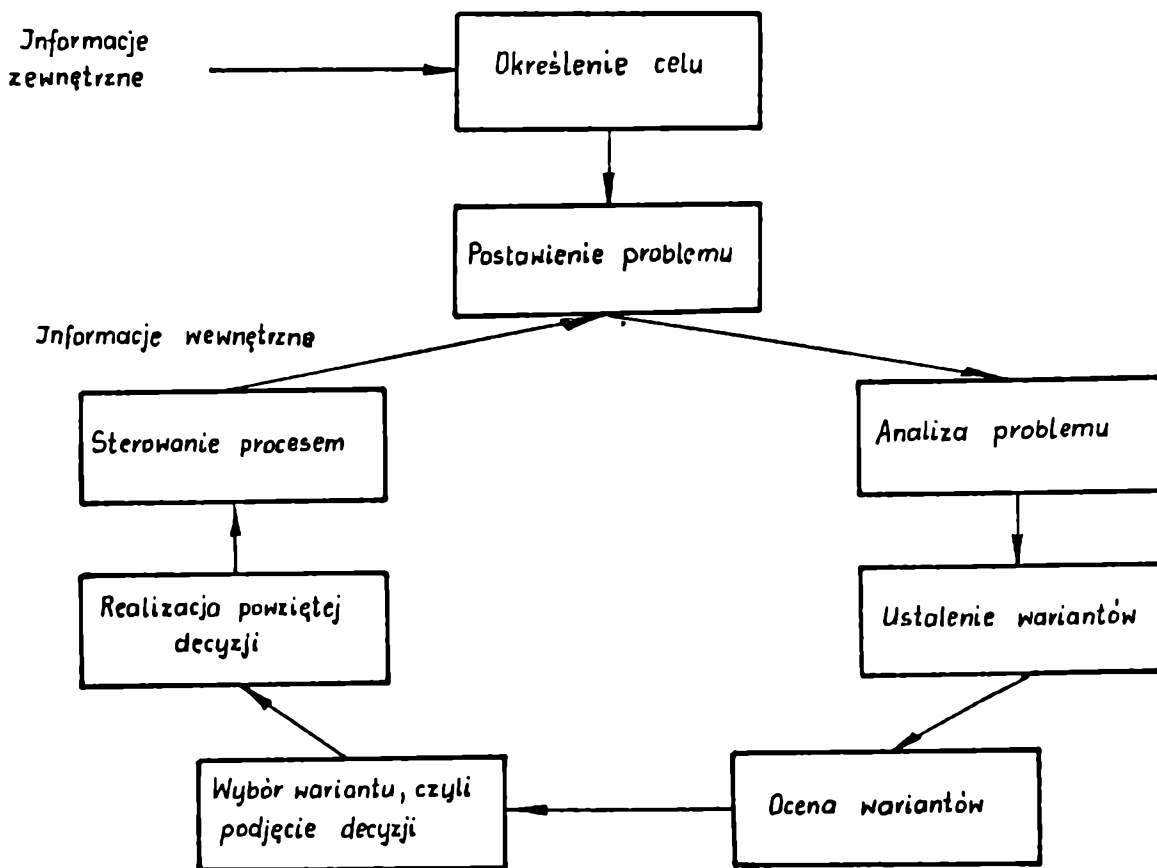 Informacje
zewnętrzne
Określenie celu
Postawienie problemu
Informacje wewnętrzne
Sterowanie procesem
Analiza problemu
Realizacja powziętej
decyzji
Ustalenie wariantów
Wybór wariantu, czyli
podjęcie decyzji
Ocena wariantów